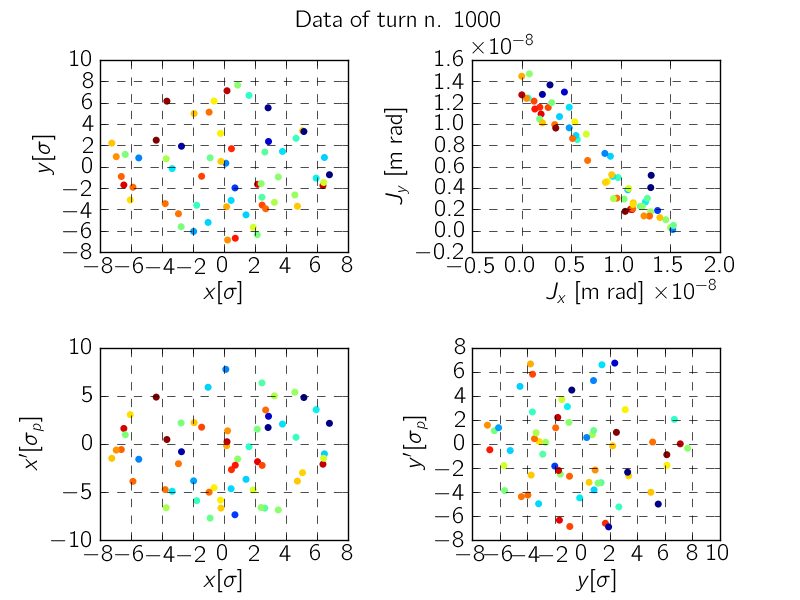 Data of turn n. 1000
10
8
6
4
2
0
−2
−4
−6
−8
y[σ]
−8 −6 −4 −2 0 2 4 6 8
x[σ]
×10⁻⁸
1.6
1.4
1.2
1.0
0.8
0.6
0.4
0.2
0.0
−0.2
J_y [m rad]
−0.5 0.0 0.5 1.0 1.5 2.0
J_x [m rad] ×10⁻⁸
10
5
0
−5
−10
x′[σ_p]
−8 −6 −4 −2 0 2 4 6 8
x[σ]
8
6
4
2
0
−2
−4
−6
−8
y′[σ_p]
−8 −6 −4 −2 0 2 4 6 8 10
y[σ]